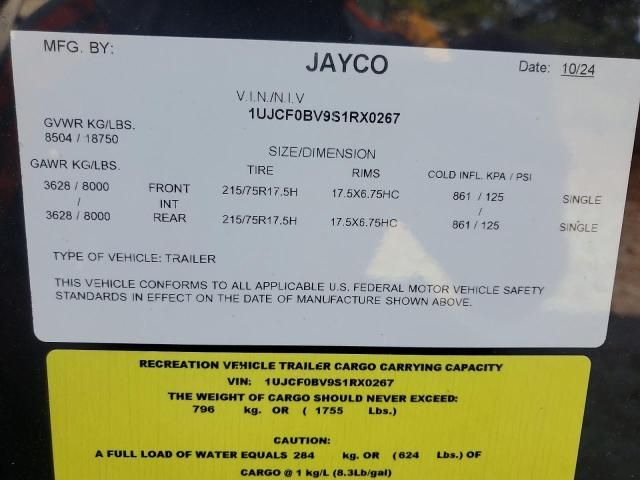 MFG. BY: JAYCO Date: 10/24
V.I.N./N.I.V
1UJCF0BV9S1RX0267
GVWR KG/LBS.
8504 / 18750
SIZE/DIMENSION
GAWR KG/LBS. TIRE RIMS COLD INFL. KPA / PSI
3628 / 8000 FRONT 215/75R17.5H 17.5X6.75HC 861 / 125 SINGLE
/ INT /
3628 / 8000 REAR 215/75R17.5H 17.5X6.75HC 861 / 125 SINGLE
TYPE OF VEHICLE: TRAILER
THIS VEHICLE CONFORMS TO ALL APPLICABLE U.S. FEDERAL MOTOR VEHICLE SAFETY
STANDARDS IN EFFECT ON THE DATE OF MANUFACTURE SHOWN ABOVE.
RECREATION VEHICLE TRAILER CARGO CARRYING CAPACITY
VIN: 1UJCF0BV9S1RX0267
THE WEIGHT OF CARGO SHOULD NEVER EXCEED:
796 kg. OR ( 1755 Lbs.)
CAUTION:
A FULL LOAD OF WATER EQUALS 284 kg. OR (624 Lbs.) OF
CARGO @ 1 kg/L (8.3Lb/gal)